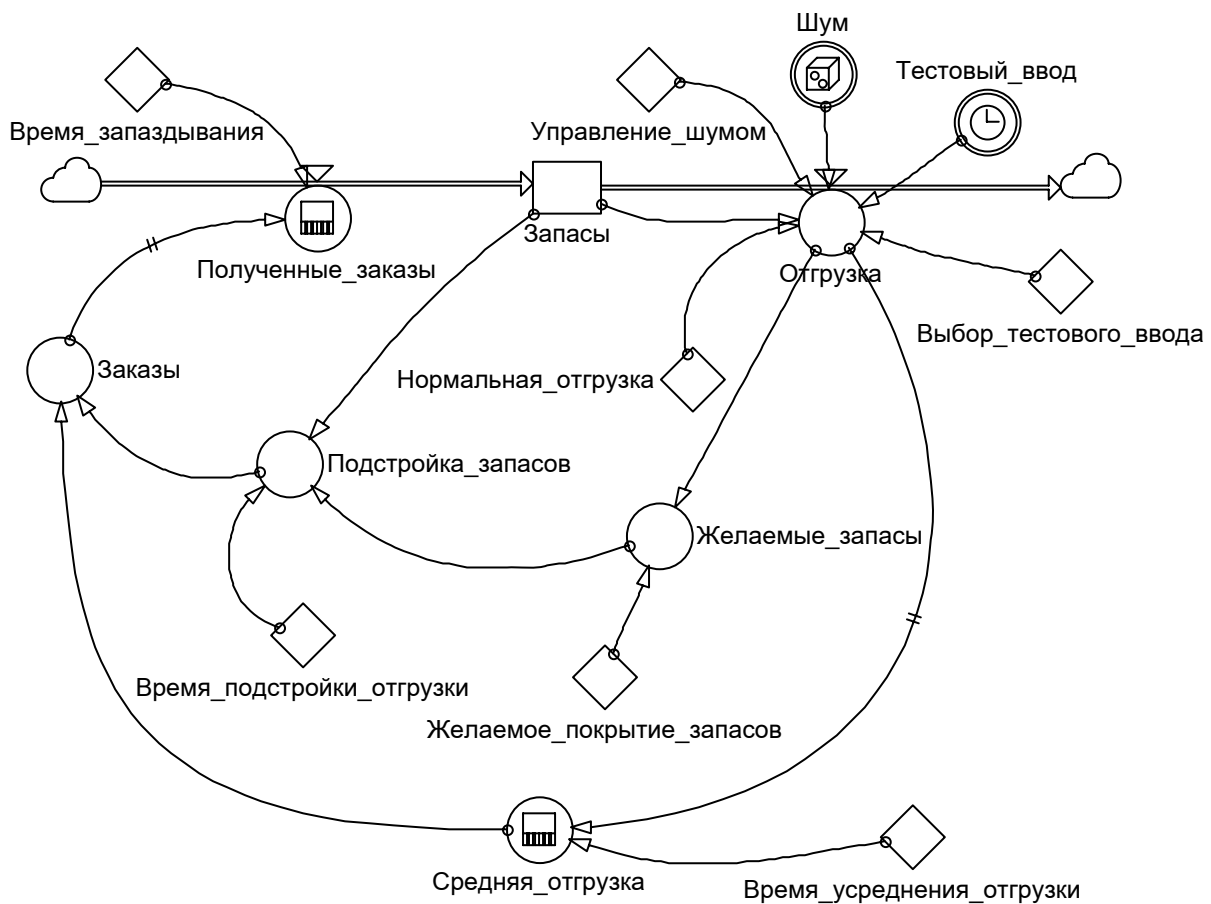 Шум
Тестовый_ввод
Время_запаздывания
Управление_шумом
Запасы
Полученные_заказы
Отгрузка
Выбор_тестового_ввода
Заказы
Нормальная_отгрузка
Подстройка_запасов
Желаемые_запасы
Время_подстройки_отгрузки
Желаемое_покрытие_запасов
Средняя_отгрузка
Время_усреднения_отгрузки